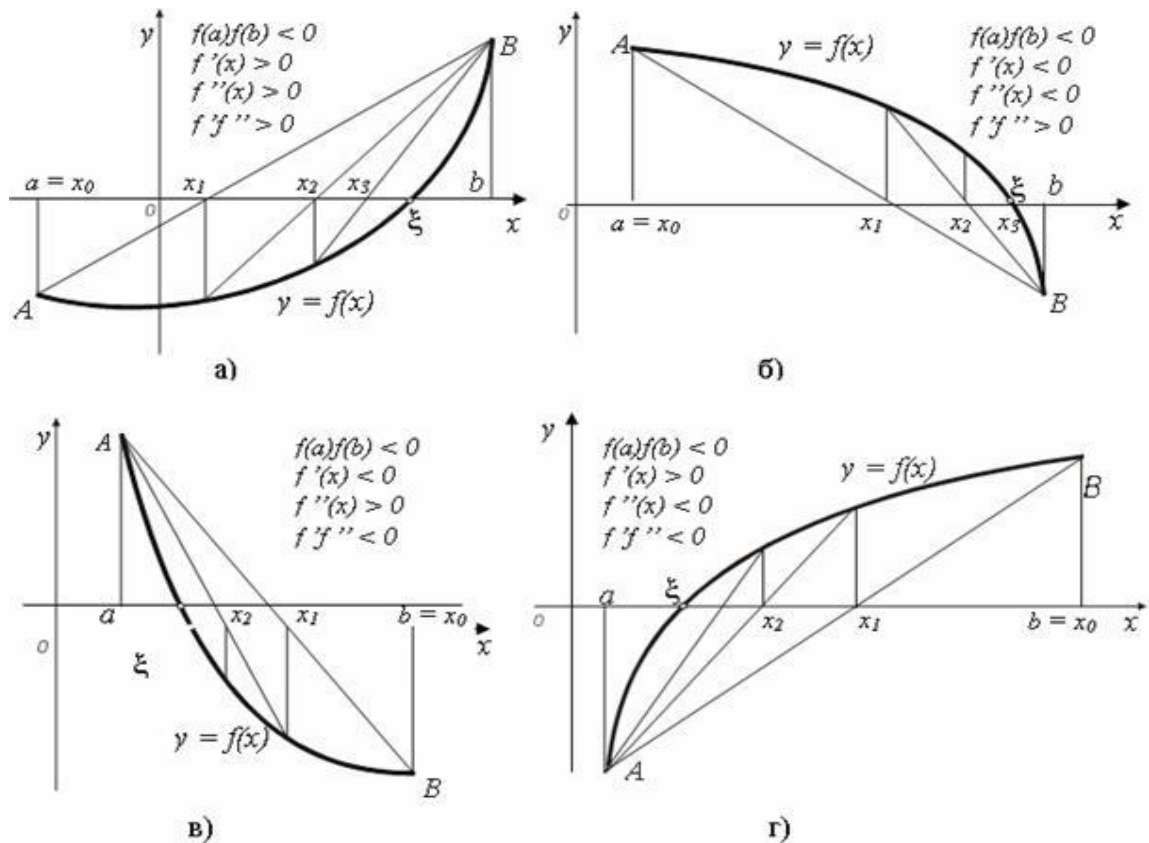 y
f(a)f(b) < 0
f '(x) > 0
f ''(x) > 0
f 'f '' > 0
B
a = x₀
x₁
x₂
x₃
b
0
ξ
x
A
y = f(x)
а)
y
A
y = f(x)
f(a)f(b) < 0
f '(x) < 0
f ''(x) < 0
f 'f '' > 0
ξ
b
0
a = x₀
x₁
x₂
x₃
x
B
б)
y
A
f(a)f(b) < 0
f '(x) < 0
f ''(x) > 0
f 'f '' < 0
a
x₂
x₁
b = x₀
0
x
ξ
y = f(x)
B
в)
y
f(a)f(b) < 0
f '(x) > 0
f ''(x) < 0
f 'f '' < 0
y = f(x)
B
a
ξ
0
x₂
x₁
b = x₀
x
A
г)